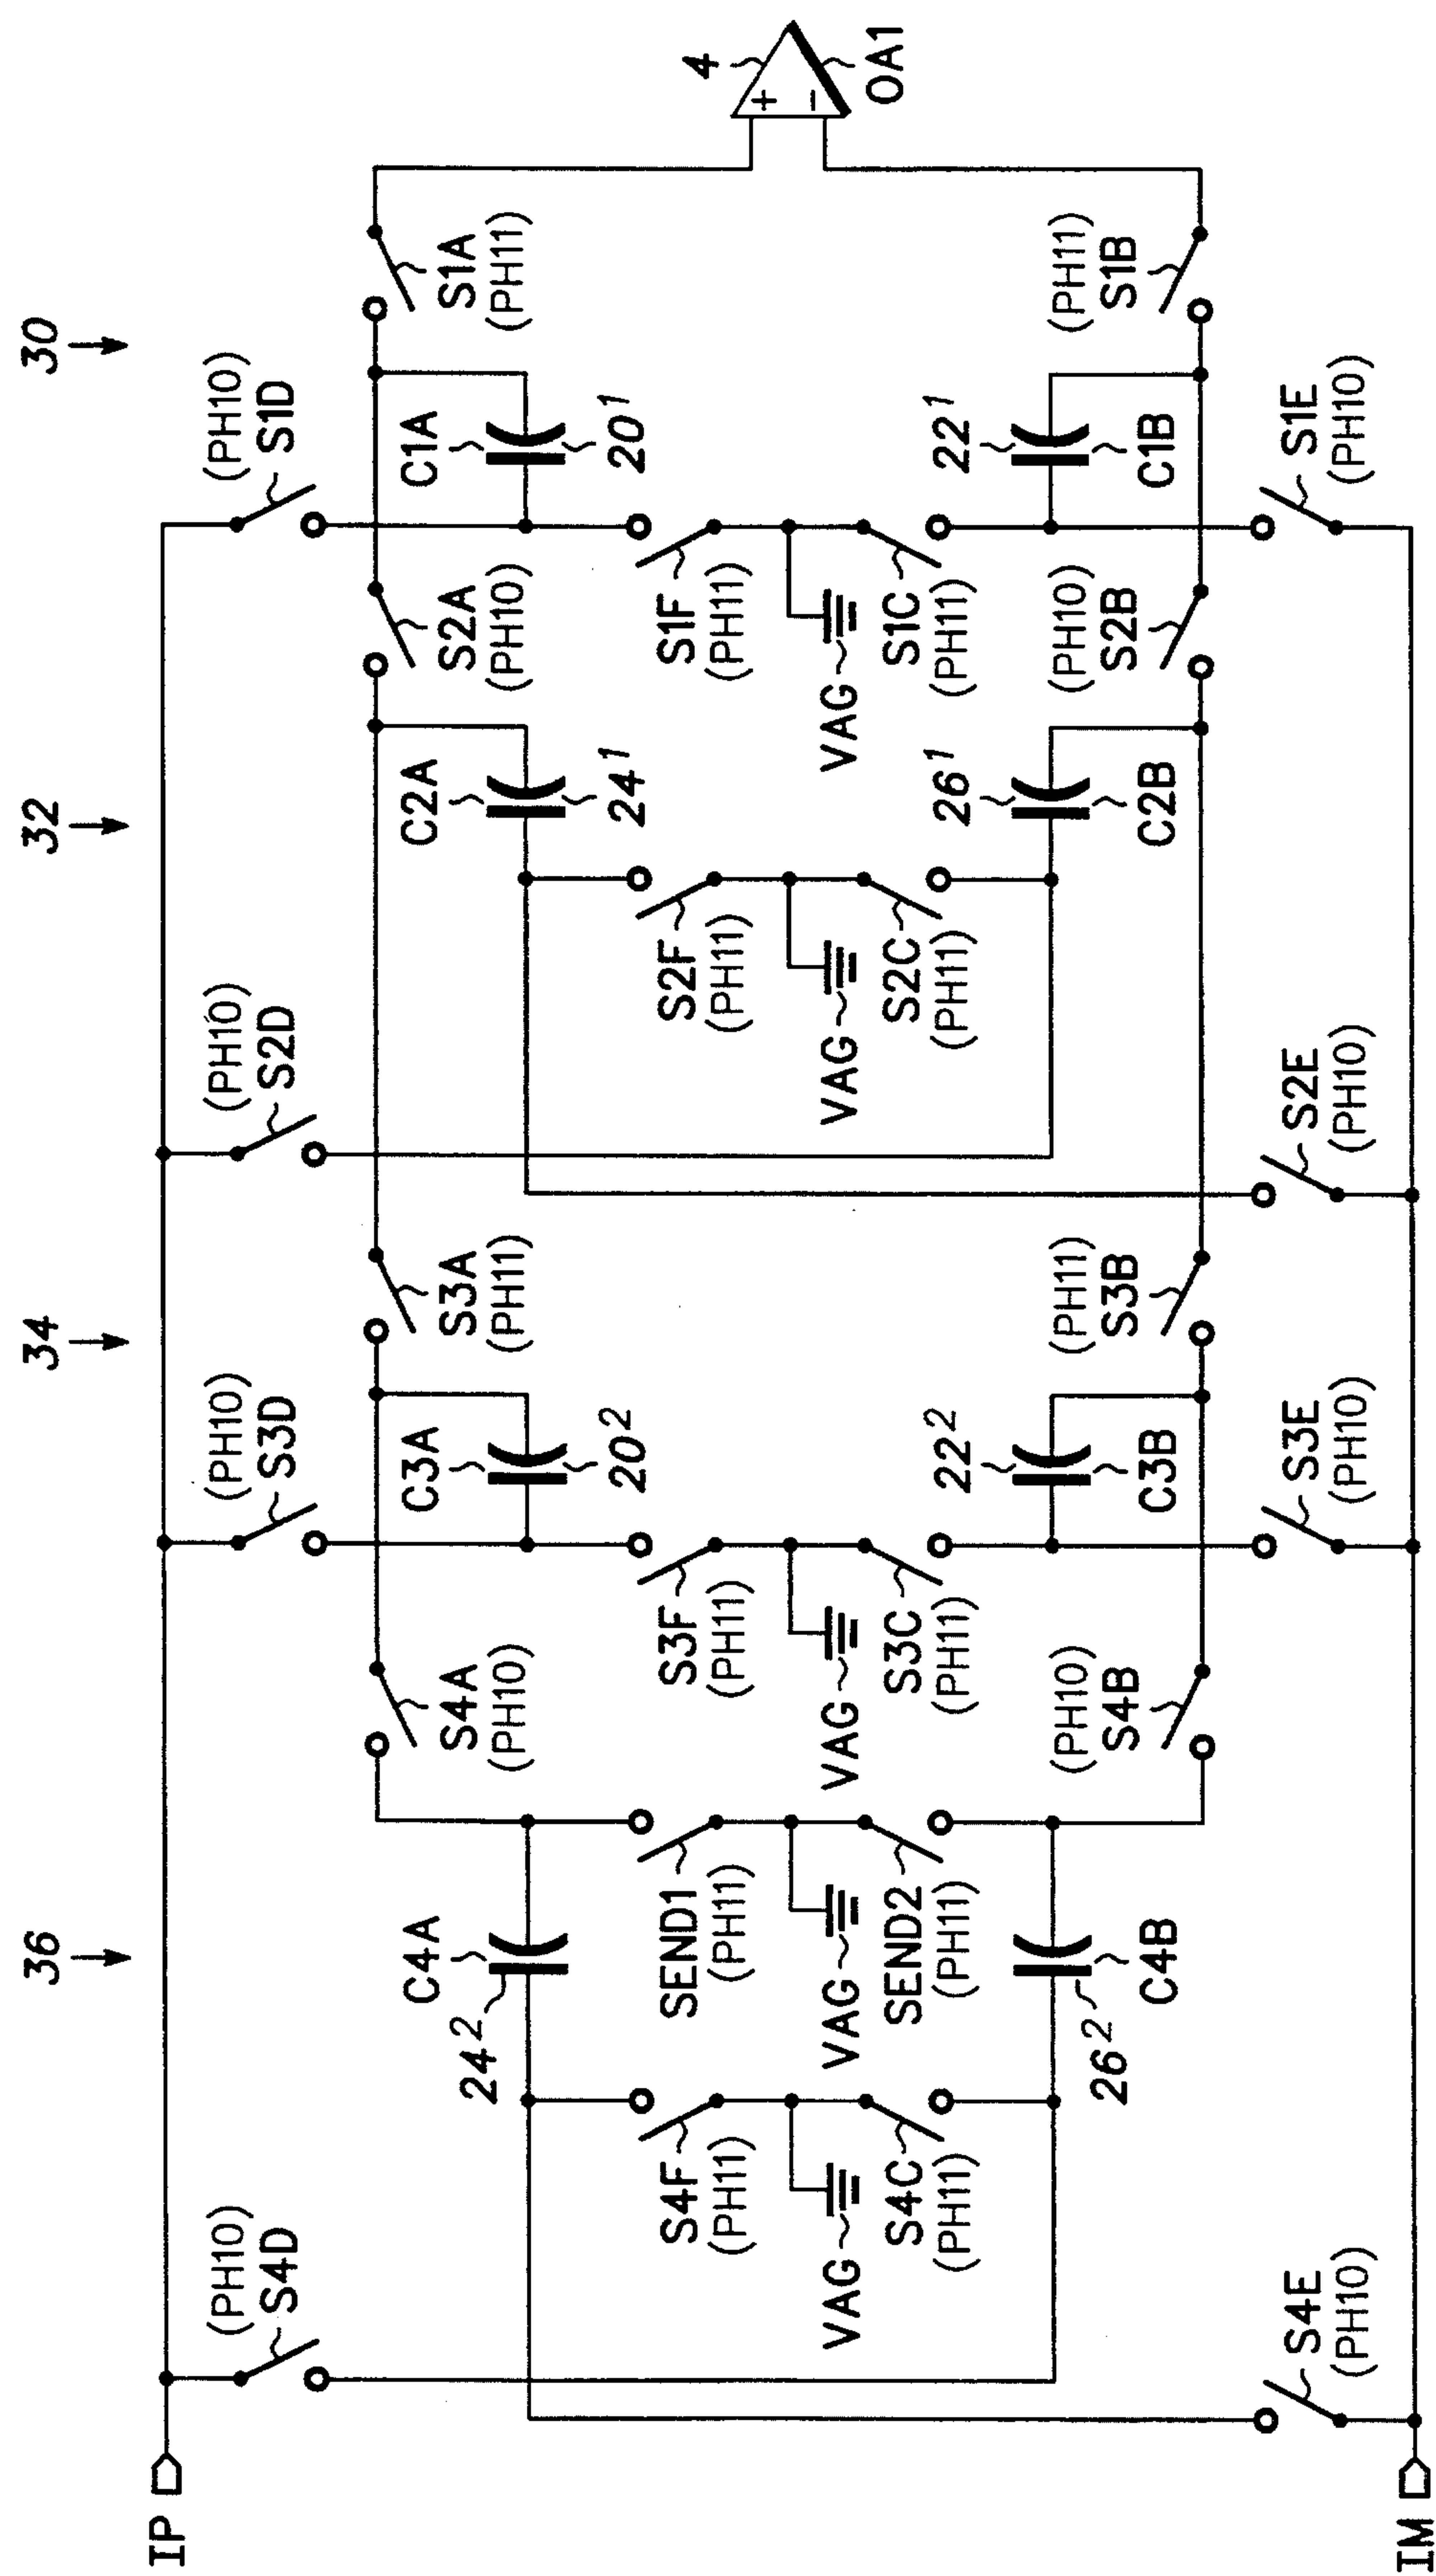 30
32
34
36
4
OA1
S1A
(PH11)
(PH11)
S1B
(PH10)
S1D
C1A
20¹
22¹
C1B
S1E
(PH10)
S2A
(PH10)
S1F
(PH11)
VAG
S1C
(PH11)
(PH10)
S2B
C2A
24¹
26¹
C2B
(PH10)
S2D
S2F
(PH11)
VAG
S2C
(PH11)
S2E
(PH10)
S3A
(PH11)
(PH11)
S3B
(PH10)
S3D
C3A
20²
22²
C3B
S3E
(PH10)
S4A
(PH10)
S3F
(PH11)
VAG
S3C
(PH11)
(PH10)
S4B
C4A
24²
SEND1
(PH11)
VAG
SEND2
(PH11)
C4B
26²
(PH10)
S4D
S4F
(PH11)
VAG
S4C
(PH11)
S4E
(PH10)
IP
IM
+
−